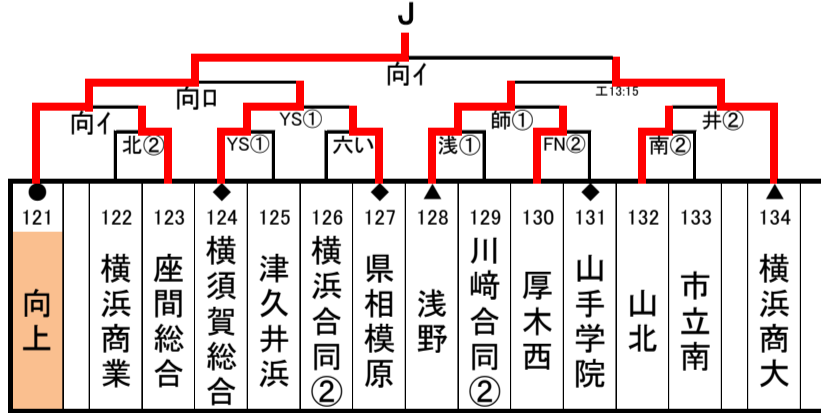 J
向イ
向ロ
エ13:15
向イ
YS①
師①
井②
北②
YS①
六い
浅①
FN②
南②
●
◆
◆
▲
◆
▲
121
122
123
124
125
126
127
128
129
130
131
132
133
134
向上
横浜商業
座間総合
横須賀総合
津久井浜
横浜合同②
県相模原
浅野
川﨑合同②
厚木西
山手学院
山北
市立南
横浜商大